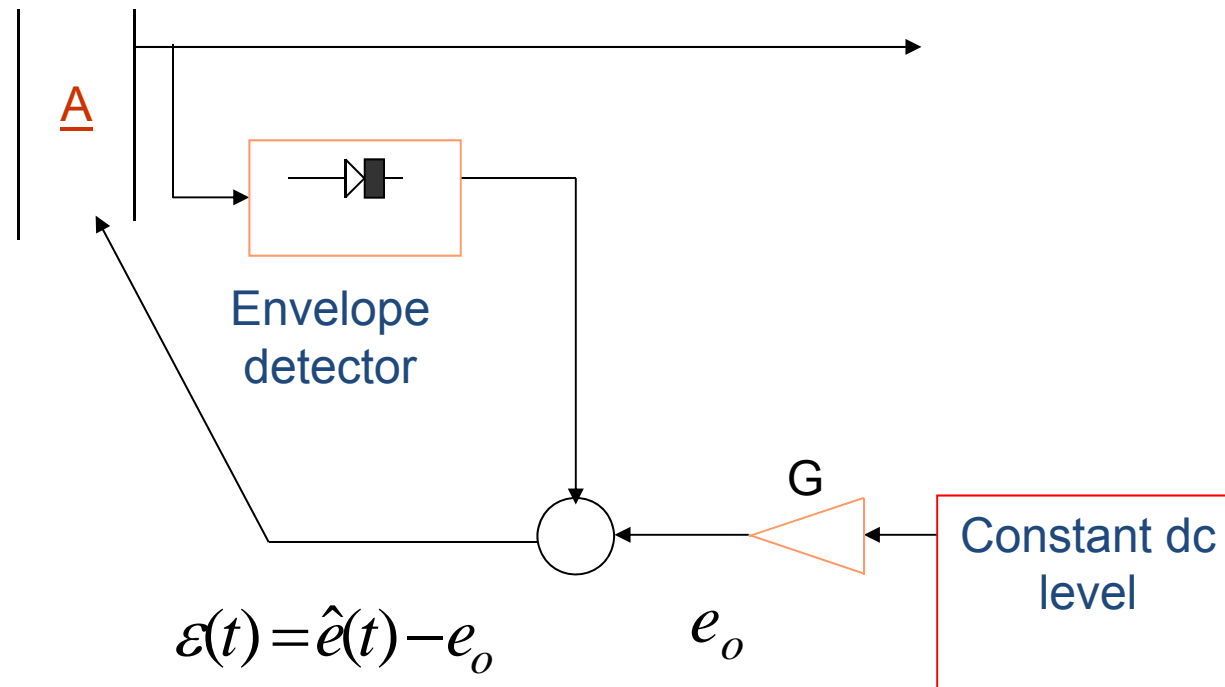 A
Envelope
detector
G
Constant dc
level
ε(t) = ê(t) − e_o
e_o